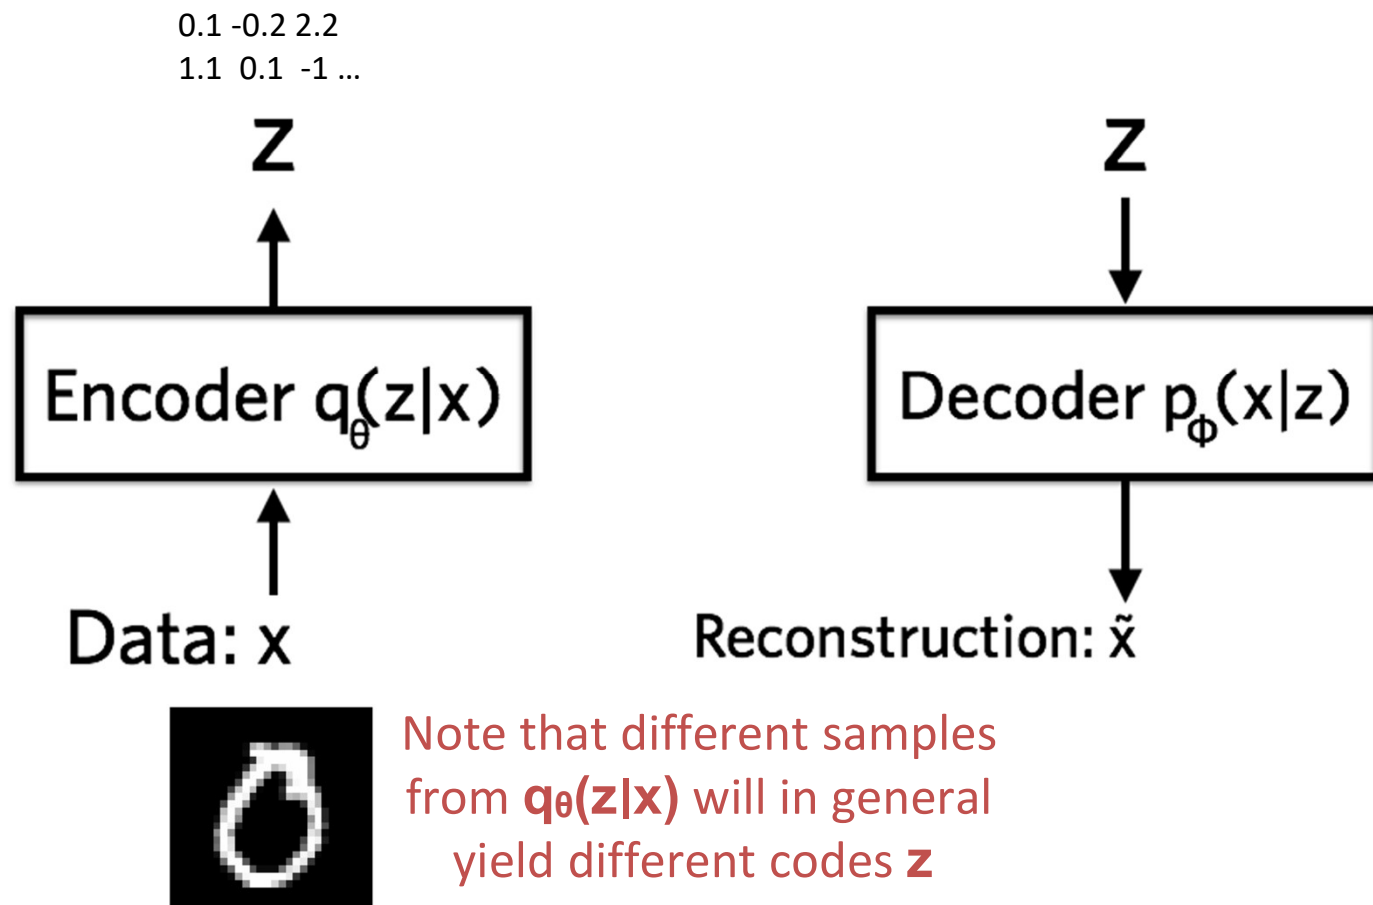 0.1 -0.2 2.2
1.1 0.1 -1 ...
z
z
Encoder qθ(z|x)
Decoder pΦ(x|z)
Data: x
Reconstruction: x̃
Note that different samples
from qθ(z|x) will in general
yield different codes z